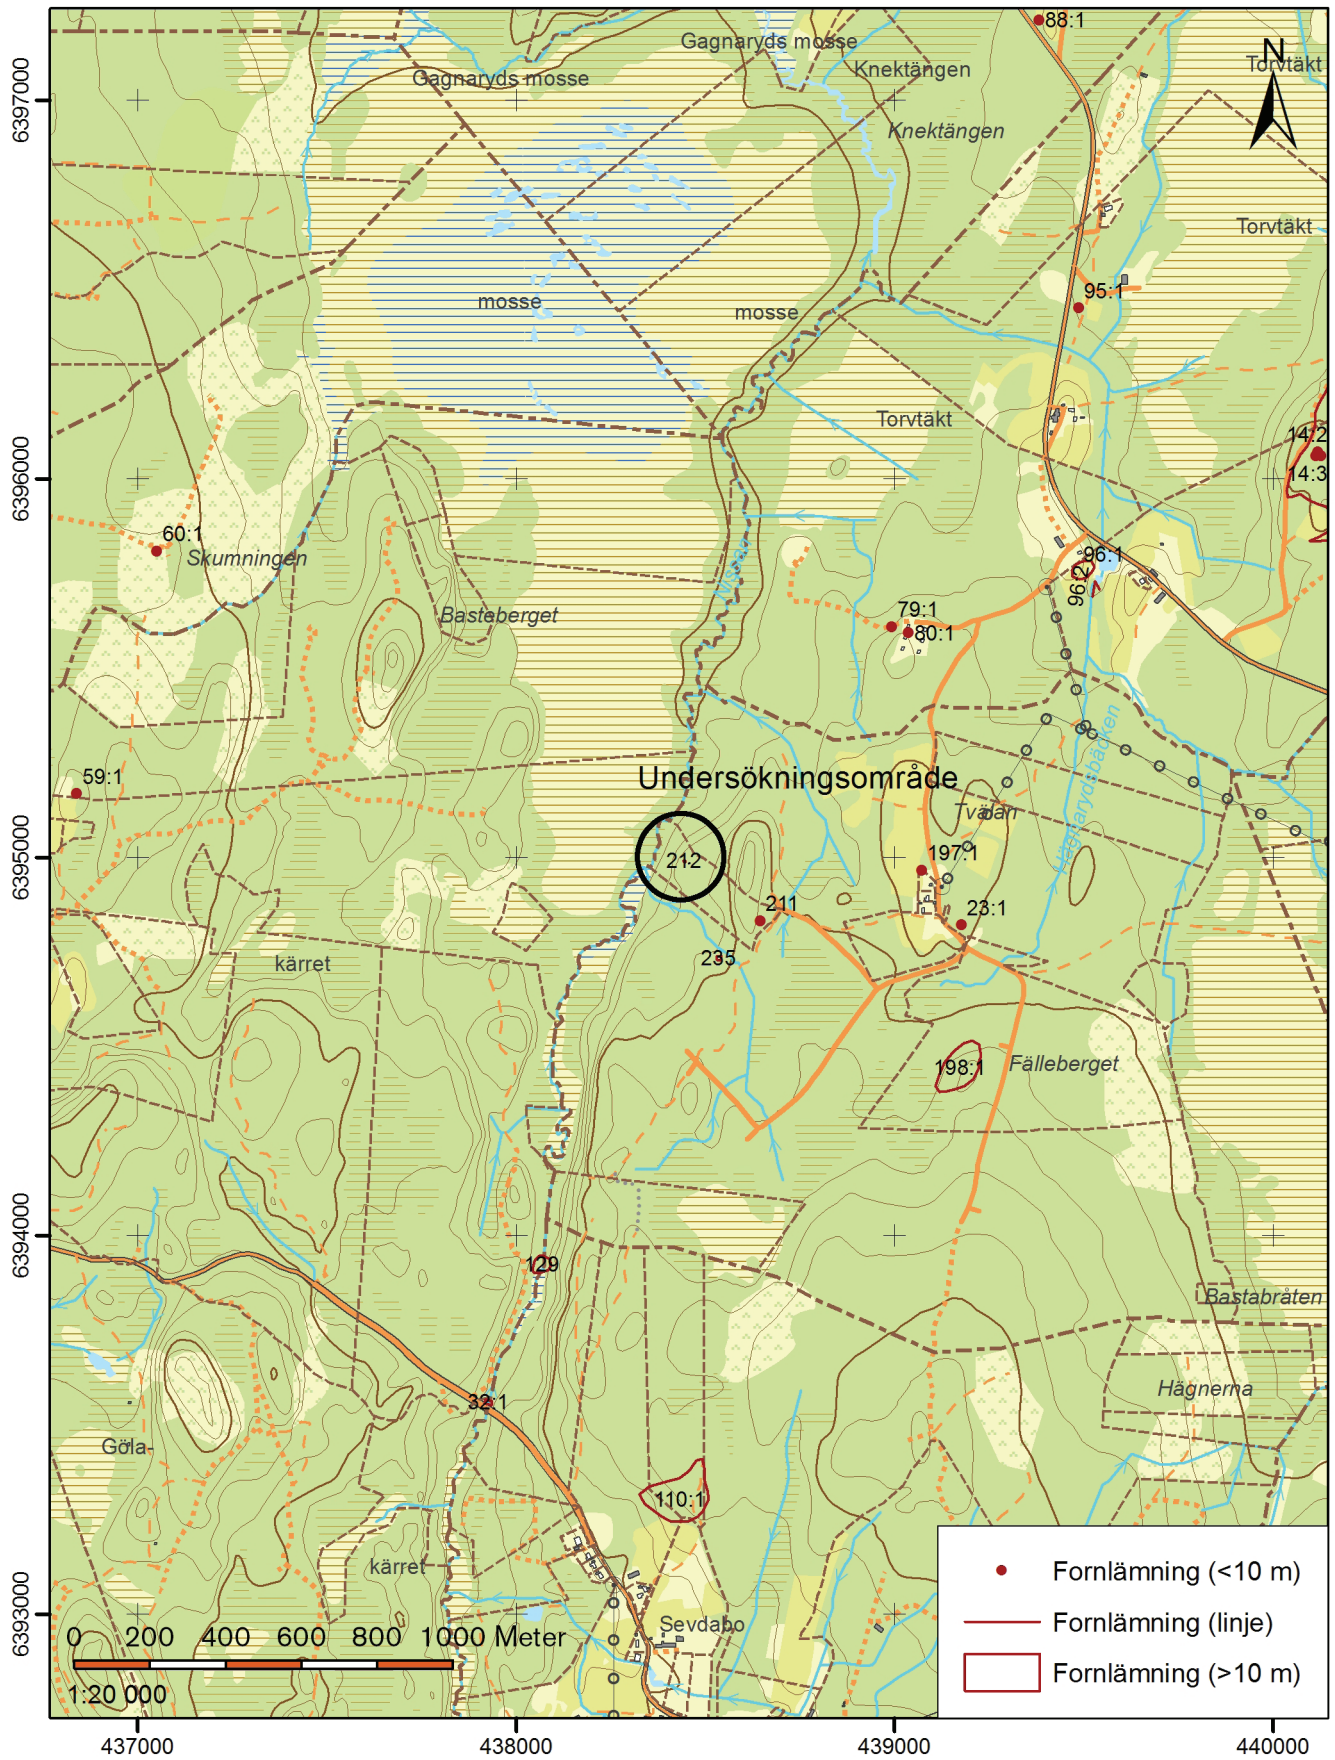 88:1
Gagnaryds mosse
N
Torvtäkt
Knektängen
Gagnaryds mosse
6397000
Knektängen
Torvtäkt
95:1
mosse
mosse
Torvtäkt
14:2
6396000
14:3
60:1
Skumningen
96:1
96:2
Nissan
Basteberget
79:1
80:1
Hägnarydsbäcken
59:1
Undersökningsområde
Tvålan
6395000
212
197:1
211
23:1
235
kärret
198:1
Fälleberget
6394000
129
Bastabråten
Hägnerna
32:1
Göla-
110:1
kärret
Fornlämning (<10 m)
6393000
Sevdabo
Fornlämning (linje)
0 200 400 600 800 1000 Meter
Fornlämning (>10 m)
1:20 000
437000
438000
439000
440000